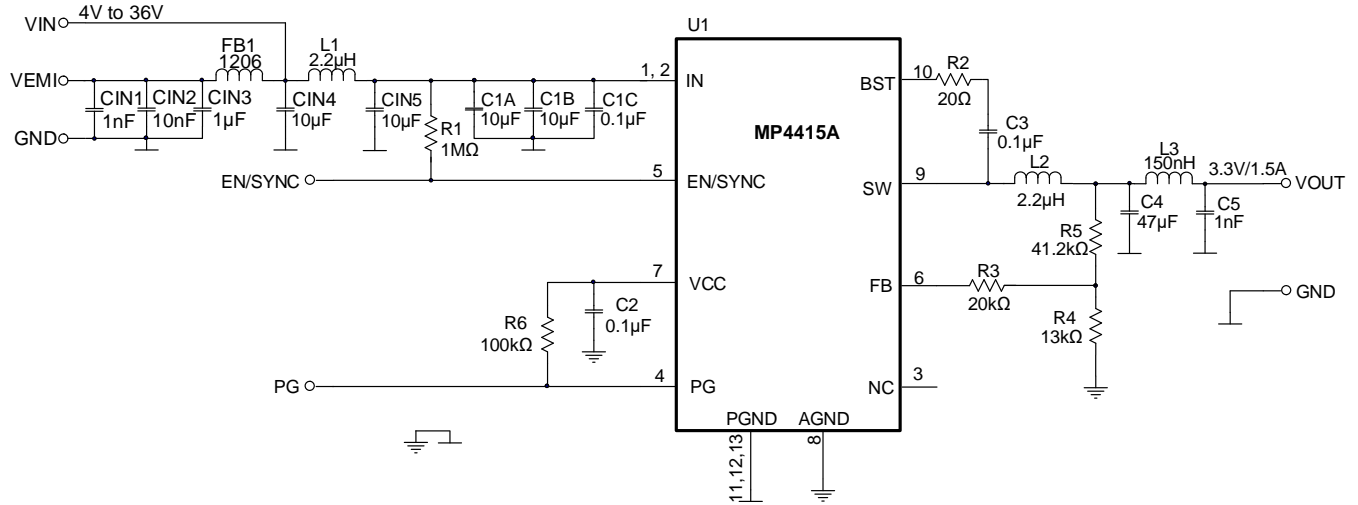 VIN
4V to 36V
U1
FB1
1206
L1
2.2µH
VEMI
1, 2
IN
BST
10
R2
20Ω
CIN1
1nF
CIN2
10nF
CIN3
1µF
CIN4
10µF
CIN5
10µF
R1
1MΩ
C1A
10µF
C1B
10µF
C1C
0.1µF
MP4415A
C3
0.1µF
GND
EN/SYNC
5
EN/SYNC
SW
9
L2
2.2µH
L3
150nH
3.3V/1.5A
VOUT
C4
47µF
C5
1nF
R5
41.2kΩ
7
VCC
FB
6
R3
20kΩ
GND
C2
0.1µF
R6
100kΩ
R4
13kΩ
PG
4
PG
NC
3
PGND
AGND
11,12,13
8